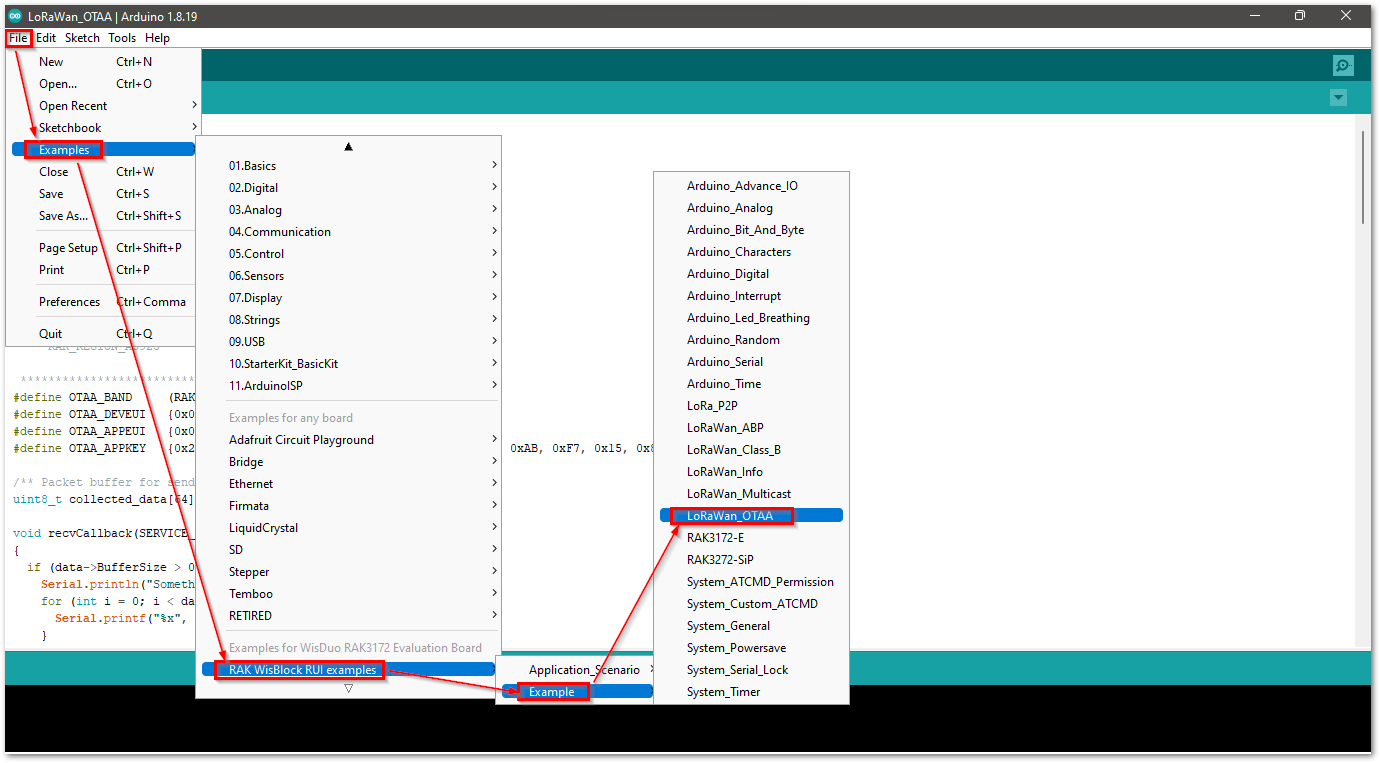 LoRaWan_OTAA | Arduino 1.8.19
File Edit Sketch Tools Help
New Ctrl+N
Open... Ctrl+O
Open Recent
Sketchbook
Examples
Close Ctrl+W
Save Ctrl+S
Save As... Ctrl+Shift+S
Page Setup Ctrl+Shift+P
Print Ctrl+P
Preferences Ctrl+Comma
Quit Ctrl+Q
01.Basics
02.Digital
03.Analog
04.Communication
05.Control
06.Sensors
07.Display
08.Strings
09.USB
10.StarterKit_BasicKit
11.ArduinoISP
Examples for any board
Adafruit Circuit Playground
Bridge
Ethernet
Firmata
LiquidCrystal
SD
Stepper
Temboo
RETIRED
Examples for WisDuo RAK3172 Evaluation Board
RAK WisBlock RUI examples
Application_Scenario
Example
Arduino_Advance_IO
Arduino_Analog
Arduino_Bit_And_Byte
Arduino_Characters
Arduino_Digital
Arduino_Interrupt
Arduino_Led_Breathing
Arduino_Random
Arduino_Serial
Arduino_Time
LoRa_P2P
LoRaWan_ABP
LoRaWan_Class_B
LoRaWan_Info
LoRaWan_Multicast
LoRaWan_OTAA
RAK3172-E
RAK3272-SiP
System_ATCMD_Permission
System_Custom_ATCMD
System_General
System_Powersave
System_Serial_Lock
System_Timer
**************************
#define OTAA_BAND (RAK
#define OTAA_DEVEUI {0x0
#define OTAA_APPEUI {0x0
#define OTAA_APPKEY {0x2 0xAB, 0xF7, 0x15, 0x8
/** Packet buffer for send
uint8_t collected_data[64]
void recvCallback(SERVICE_
{
if (data->BufferSize > 0
Serial.println("Someth
for (int i = 0; i < da
Serial.printf("%x",
}